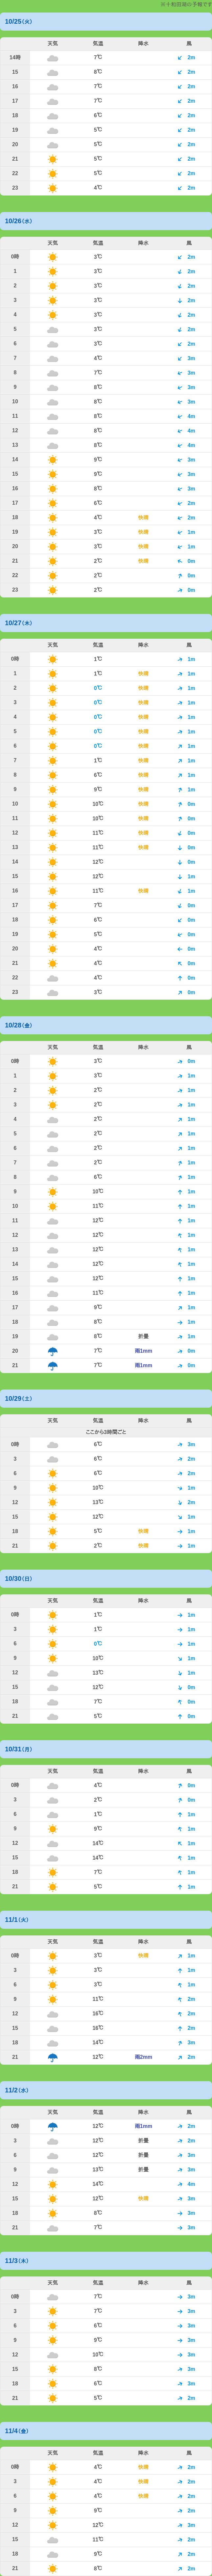 ※十和田湖の予報です
10/25(火)
天気 気温 降水 風
14時 7℃ 2m
15 8℃ 2m
16 7℃ 2m
17 7℃ 2m
18 6℃ 2m
19 5℃ 2m
20 5℃ 2m
21 5℃ 2m
22 5℃ 2m
23 4℃ 2m
10/26(水)
天気 気温 降水 風
0時 3℃ 2m
1 3℃ 2m
2 3℃ 2m
3 3℃ 2m
4 3℃ 2m
5 3℃ 2m
6 3℃ 2m
7 4℃ 3m
8 7℃ 3m
9 8℃ 3m
10 8℃ 3m
11 8℃ 4m
12 8℃ 4m
13 8℃ 4m
14 9℃ 3m
15 9℃ 3m
16 8℃ 3m
17 6℃ 2m
18 4℃ 快晴 2m
19 3℃ 快晴 1m
20 3℃ 快晴 1m
21 2℃ 快晴 0m
22 2℃ 0m
23 2℃ 0m
10/27(木)
天気 気温 降水 風
0時 1℃ 1m
1 1℃ 快晴 1m
2 0℃ 快晴 1m
3 0℃ 快晴 1m
4 0℃ 快晴 1m
5 0℃ 快晴 1m
6 0℃ 快晴 1m
7 1℃ 快晴 1m
8 6℃ 快晴 1m
9 9℃ 快晴 1m
10 10℃ 快晴 0m
11 10℃ 快晴 0m
12 11℃ 快晴 0m
13 11℃ 快晴 0m
14 12℃ 0m
15 12℃ 1m
16 11℃ 快晴 1m
17 7℃ 0m
18 6℃ 0m
19 5℃ 0m
20 4℃ 0m
21 4℃ 0m
22 4℃ 0m
23 3℃ 0m
10/28(金)
天気 気温 降水 風
0時 3℃ 0m
1 3℃ 1m
2 2℃ 1m
3 2℃ 1m
4 2℃ 1m
5 2℃ 1m
6 2℃ 1m
7 2℃ 1m
8 6℃ 1m
9 10℃ 1m
10 11℃ 1m
11 12℃ 1m
12 12℃ 1m
13 12℃ 1m
14 12℃ 1m
15 12℃ 1m
16 11℃ 1m
17 9℃ 1m
18 8℃ 1m
19 8℃ 折畳 1m
20 7℃ 雨1mm 0m
21 7℃ 雨1mm 0m
10/29(土)
天気 気温 降水 風
ここから3時間ごと
0時 6℃ 3m
3 6℃ 2m
6 6℃ 2m
9 10℃ 1m
12 13℃ 2m
15 12℃ 1m
18 5℃ 快晴 1m
21 2℃ 快晴 1m
10/30(日)
天気 気温 降水 風
0時 1℃ 1m
3 1℃ 1m
6 0℃ 1m
9 10℃ 1m
12 13℃ 1m
15 12℃ 0m
18 7℃ 0m
21 5℃ 0m
10/31(月)
天気 気温 降水 風
0時 4℃ 0m
3 2℃ 0m
6 1℃ 1m
9 9℃ 1m
12 14℃ 1m
15 14℃ 1m
18 7℃ 1m
21 5℃ 1m
11/1(火)
天気 気温 降水 風
0時 3℃ 快晴 1m
3 3℃ 1m
6 3℃ 1m
9 11℃ 2m
12 16℃ 2m
15 16℃ 2m
18 14℃ 3m
21 12℃ 雨2mm 2m
11/2(水)
天気 気温 降水 風
0時 12℃ 雨1mm 2m
3 12℃ 折畳 2m
6 12℃ 折畳 3m
9 13℃ 折畳 3m
12 14℃ 4m
15 12℃ 快晴 3m
18 8℃ 3m
21 7℃ 3m
11/3(木)
天気 気温 降水 風
0時 7℃ 3m
3 7℃ 3m
6 6℃ 3m
9 9℃ 3m
12 10℃ 3m
15 8℃ 3m
18 6℃ 3m
21 5℃ 2m
11/4(金)
天気 気温 降水 風
0時 4℃ 快晴 2m
3 4℃ 快晴 2m
6 4℃ 快晴 2m
9 9℃ 2m
12 12℃ 3m
15 11℃ 2m
18 9℃ 2m
21 8℃ 2m